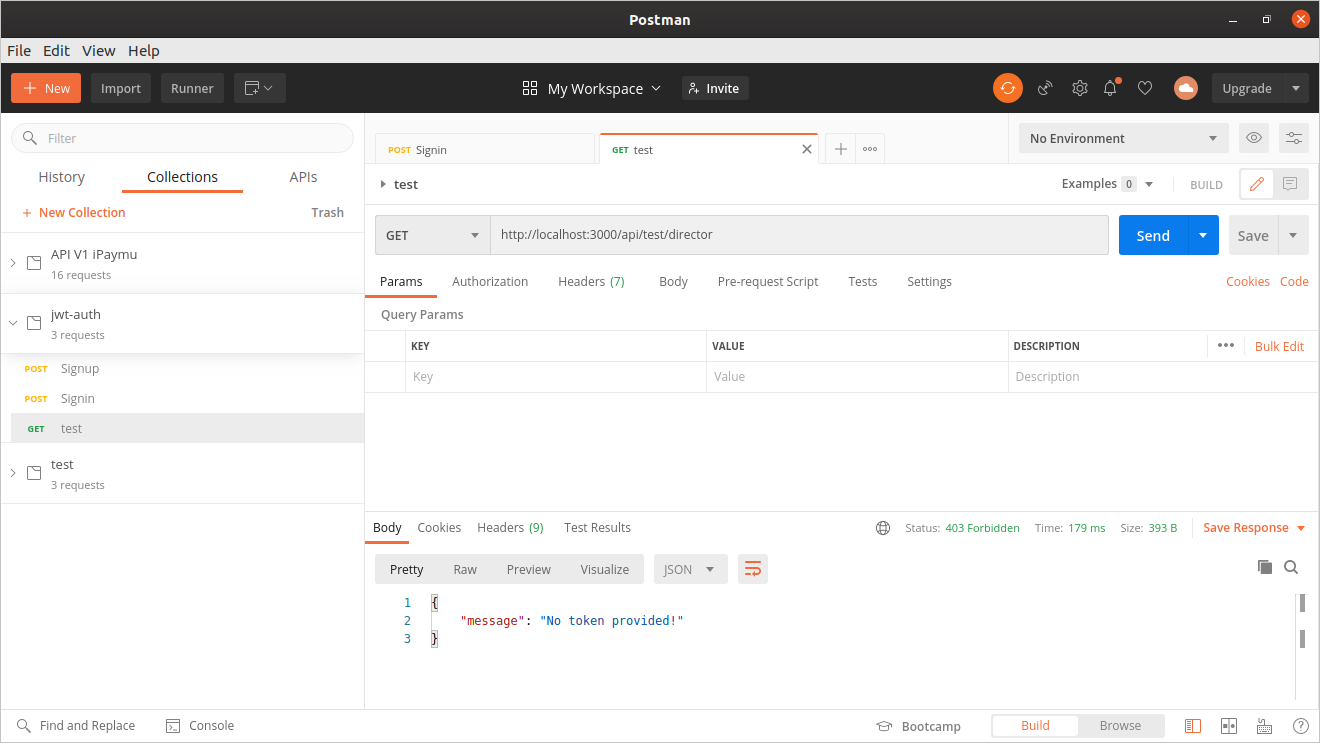 Postman
File Edit View Help
New Import Runner My Workspace Invite Upgrade
Filter
History Collections APIs
New Collection Trash
API V1 iPaymu
16 requests
jwt-auth
3 requests
POST Signup
POST Signin
GET test
test
3 requests
POST Signin GET test No Environment
test Examples 0 BUILD
GET http://localhost:3000/api/test/director Send Save
Params Authorization Headers (7) Body Pre-request Script Tests Settings Cookies Code
Query Params
KEY VALUE DESCRIPTION Bulk Edit
Key Value Description
Body Cookies Headers (9) Test Results Status: 403 Forbidden Time: 179 ms Size: 393 B Save Response
Pretty Raw Preview Visualize JSON
1 {
2 "message": "No token provided!"
3 }
Find and Replace Console Bootcamp Build Browse